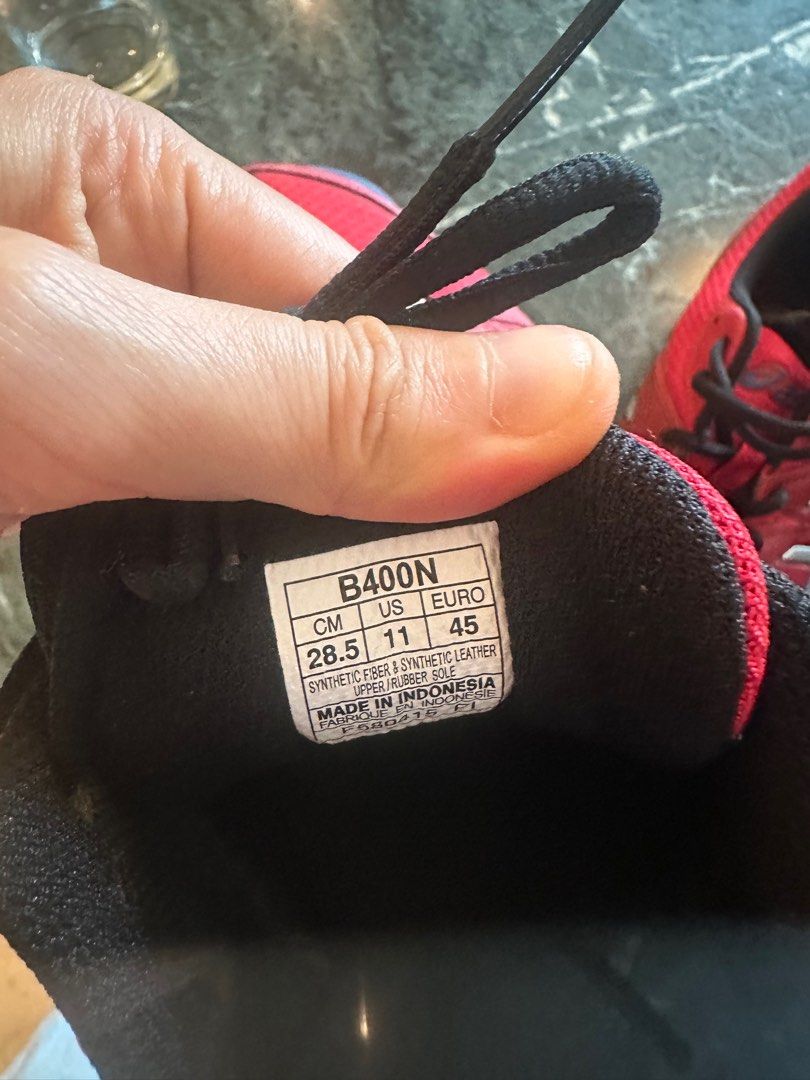 B400N
CM US EURO
28.5 11 45
SYNTHETIC FIBER & SYNTHETIC LEATHER
UPPER/RUBBER SOLE
MADE IN INDONESIA
FABRIQUE EN INDONESIE